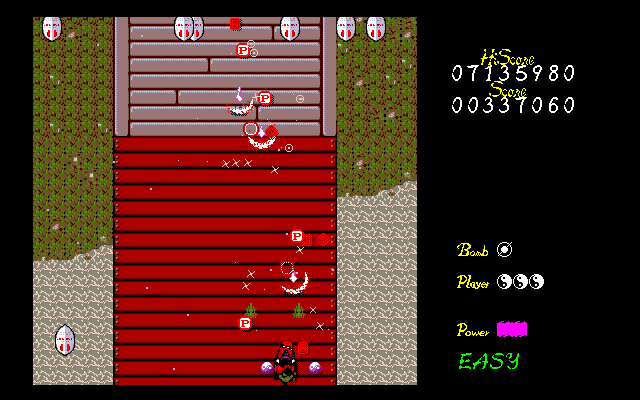 HiScore
07135980
Score
00337060
P
P
P
P
Bomb
Player
Power
EASY